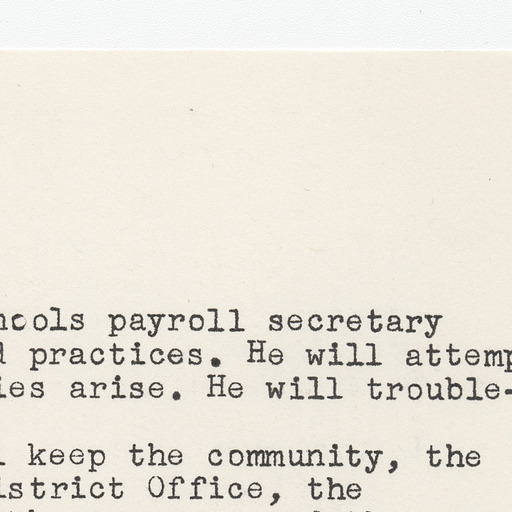 hools payroll secretary
d practices. He will attemp
ies arise. He will trouble-
l keep the community, the
istrict Office, the